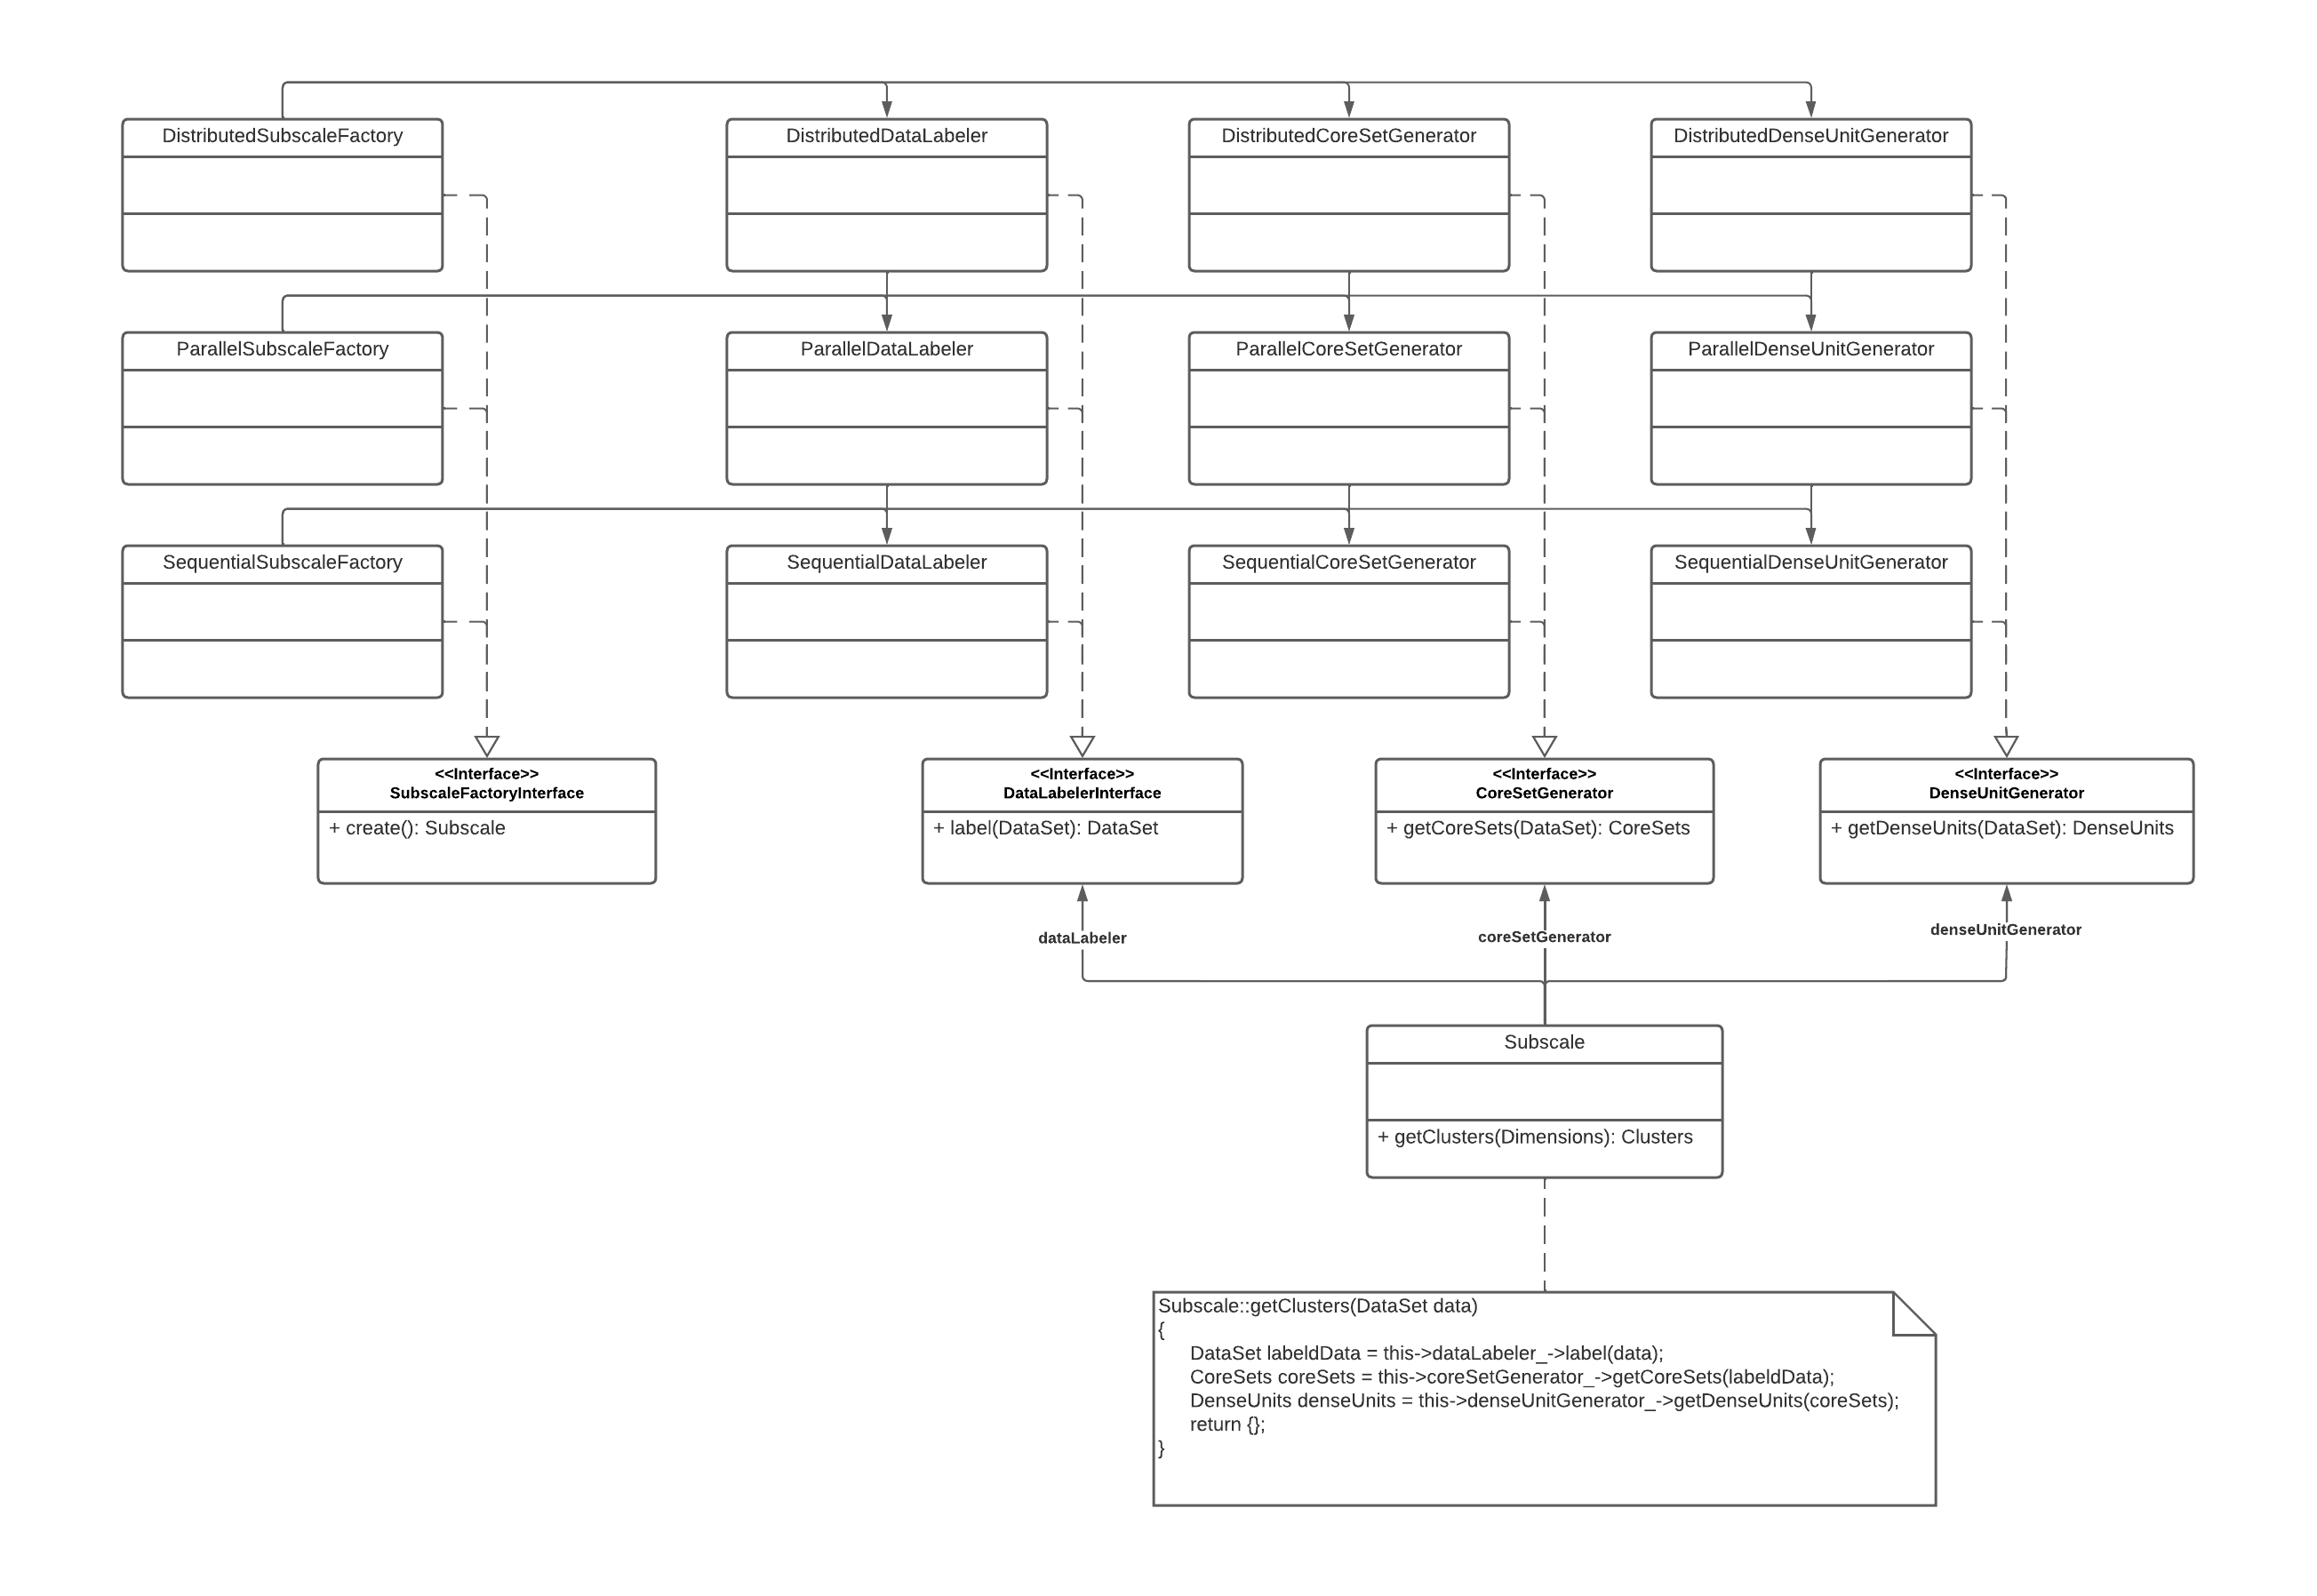 DistributedSubscaleFactory
DistributedDataLabeler
DistributedCoreSetGenerator
DistributedDenseUnitGenerator
ParallelSubscaleFactory
ParallelDataLabeler
ParallelCoreSetGenerator
ParallelDenseUnitGenerator
SequentialSubscaleFactory
SequentialDataLabeler
SequentialCoreSetGenerator
SequentialDenseUnitGenerator
<<Interface>>
SubscaleFactoryInterface
+ create(): Subscale
<<Interface>>
DataLabelerInterface
+ label(DataSet): DataSet
<<Interface>>
CoreSetGenerator
+ getCoreSets(DataSet): CoreSets
<<Interface>>
DenseUnitGenerator
+ getDenseUnits(DataSet): DenseUnits
dataLabeler
coreSetGenerator
denseUnitGenerator
Subscale
+ getClusters(Dimensions): Clusters
Subscale::getClusters(DataSet data)
{
DataSet labeldData = this->dataLabeler_->label(data);
CoreSets coreSets = this->coreSetGenerator_->getCoreSets(labeldData);
DenseUnits denseUnits = this->denseUnitGenerator_->getDenseUnits(coreSets);
return {};
}